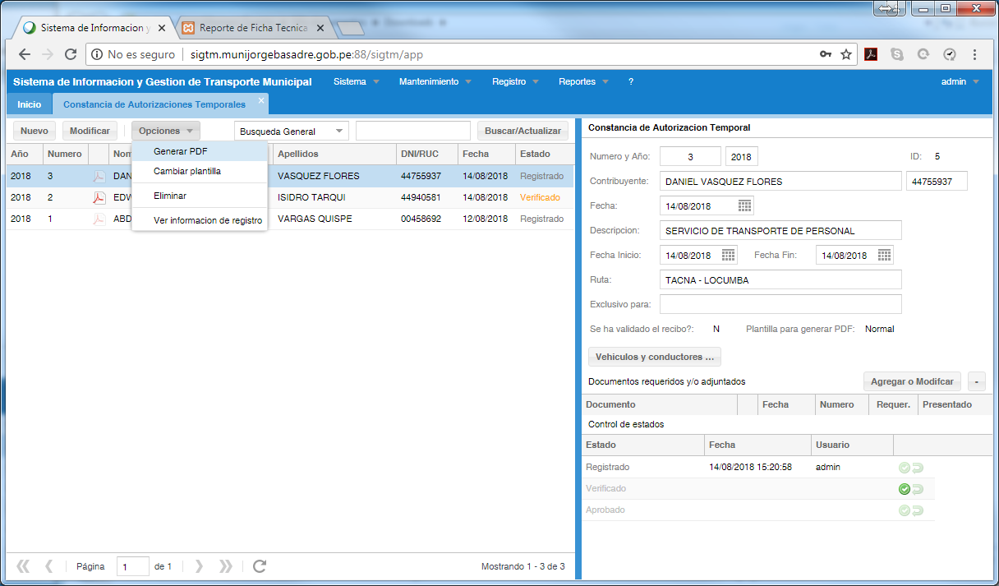 Sistema de Informacion y
Reporte de Ficha Tecnica
No es seguro
sigtm.munijorgebasadre.gob.pe:88/sigtm/app
Sistema de Informacion y Gestion de Transporte Municipal
Sistema
Mantenimiento
Registro
Reportes
?
admin
Inicio
Constancia de Autorizaciones Temporales
Nuevo
Modificar
Opciones
Busqueda General
Buscar/Actualizar
Generar PDF
Cambiar plantilla
Eliminar
Ver informacion de registro
Año Numero Nom Apellidos DNI/RUC Fecha Estado
2018 3 DAN VASQUEZ FLORES 44755937 14/08/2018 Registrado
2018 2 EDW ISIDRO TARQUI 44940581 14/08/2018 Verificado
2018 1 ABD VARGAS QUISPE 00458692 12/08/2018 Registrado
Página 1 de 1
Mostrando 1 - 3 de 3
Constancia de Autorizacion Temporal
Numero y Año: 3 2018 ID: 5
Contribuyente: DANIEL VASQUEZ FLORES 44755937
Fecha: 14/08/2018
Descripcion: SERVICIO DE TRANSPORTE DE PERSONAL
Fecha Inicio: 14/08/2018 Fecha Fin: 14/08/2018
Ruta: TACNA - LOCUMBA
Exclusivo para:
Se ha validado el recibo?: N Plantilla para generar PDF: Normal
Vehiculos y conductores ...
Documentos requeridos y/o adjuntados
Agregar o Modifcar
-
Documento Fecha Numero Requer. Presentado
Control de estados
Estado Fecha Usuario
Registrado 14/08/2018 15:20:58 admin
Verificado
Aprobado